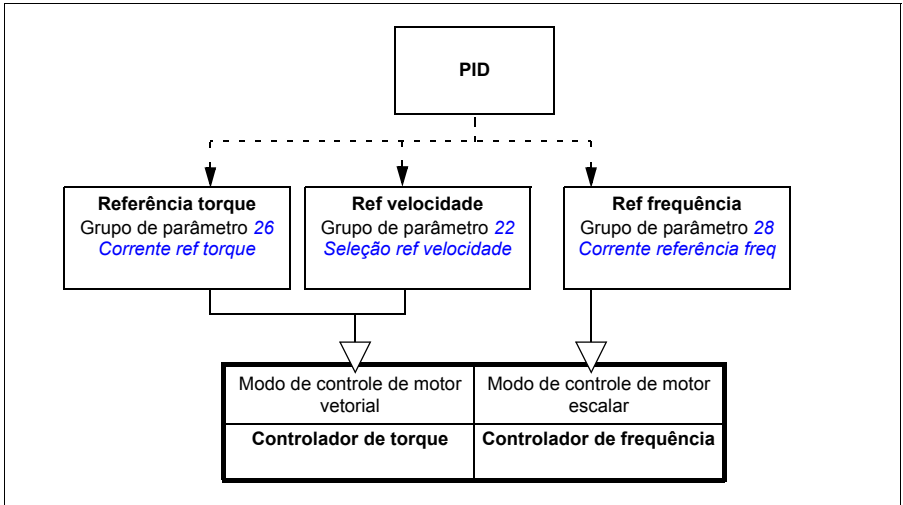 PID
Referência torque
Grupo de parâmetro 26
Corrente ref torque
Ref velocidade
Grupo de parâmetro 22
Seleção ref velocidade
Ref frequência
Grupo de parâmetro 28
Corrente referência freq
Modo de controle de motor
vetorial
Modo de controle de motor
escalar
Controlador de torque
Controlador de frequência